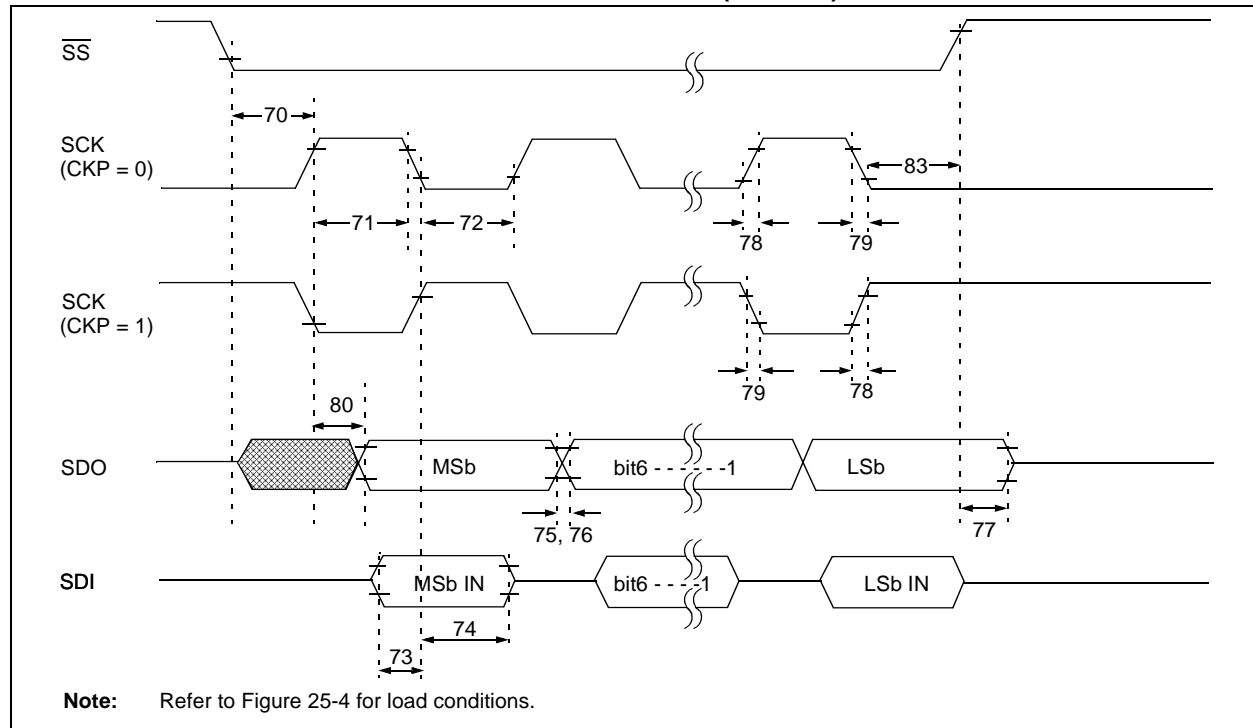 SS
70
SCK
(CKP = 0)
83
71
72
78
79
SCK
(CKP = 1)
79
78
80
SDO
MSb
bit6 - - - - - -1
LSb
75, 76
77
SDI
MSb IN
bit6 - - - -1
LSb IN
74
73
Note: Refer to Figure 25-4 for load conditions.